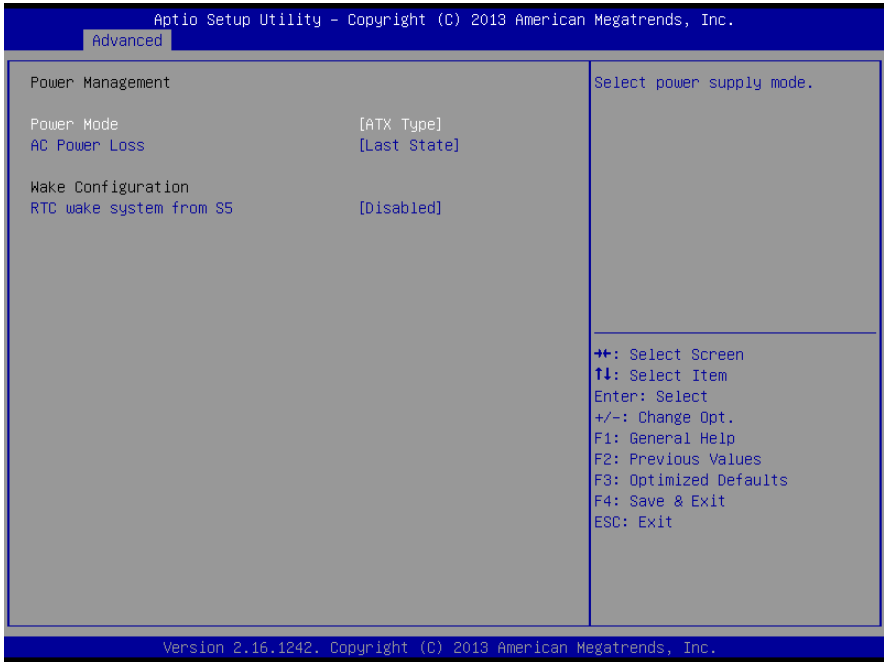 Aptio Setup Utility – Copyright (C) 2013 American Megatrends, Inc.
Advanced
Power Management
Power Mode [ATX Type]
AC Power Loss [Last State]
Wake Configuration
RTC wake system from S5 [Disabled]
Select power supply mode.
→←: Select Screen
↑↓: Select Item
Enter: Select
+/-: Change Opt.
F1: General Help
F2: Previous Values
F3: Optimized Defaults
F4: Save & Exit
ESC: Exit
Version 2.16.1242. Copyright (C) 2013 American Megatrends, Inc.